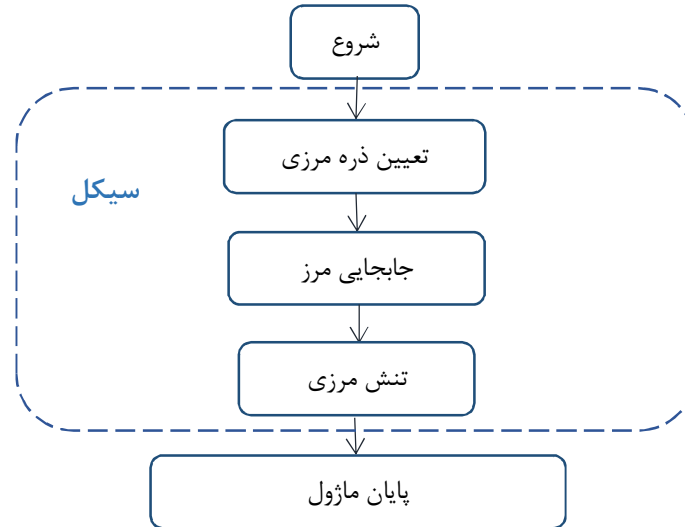 شروع
تعیین ذره مرزی
سیکل
جابجایی مرز
تنش مرزی
پایان ماژول